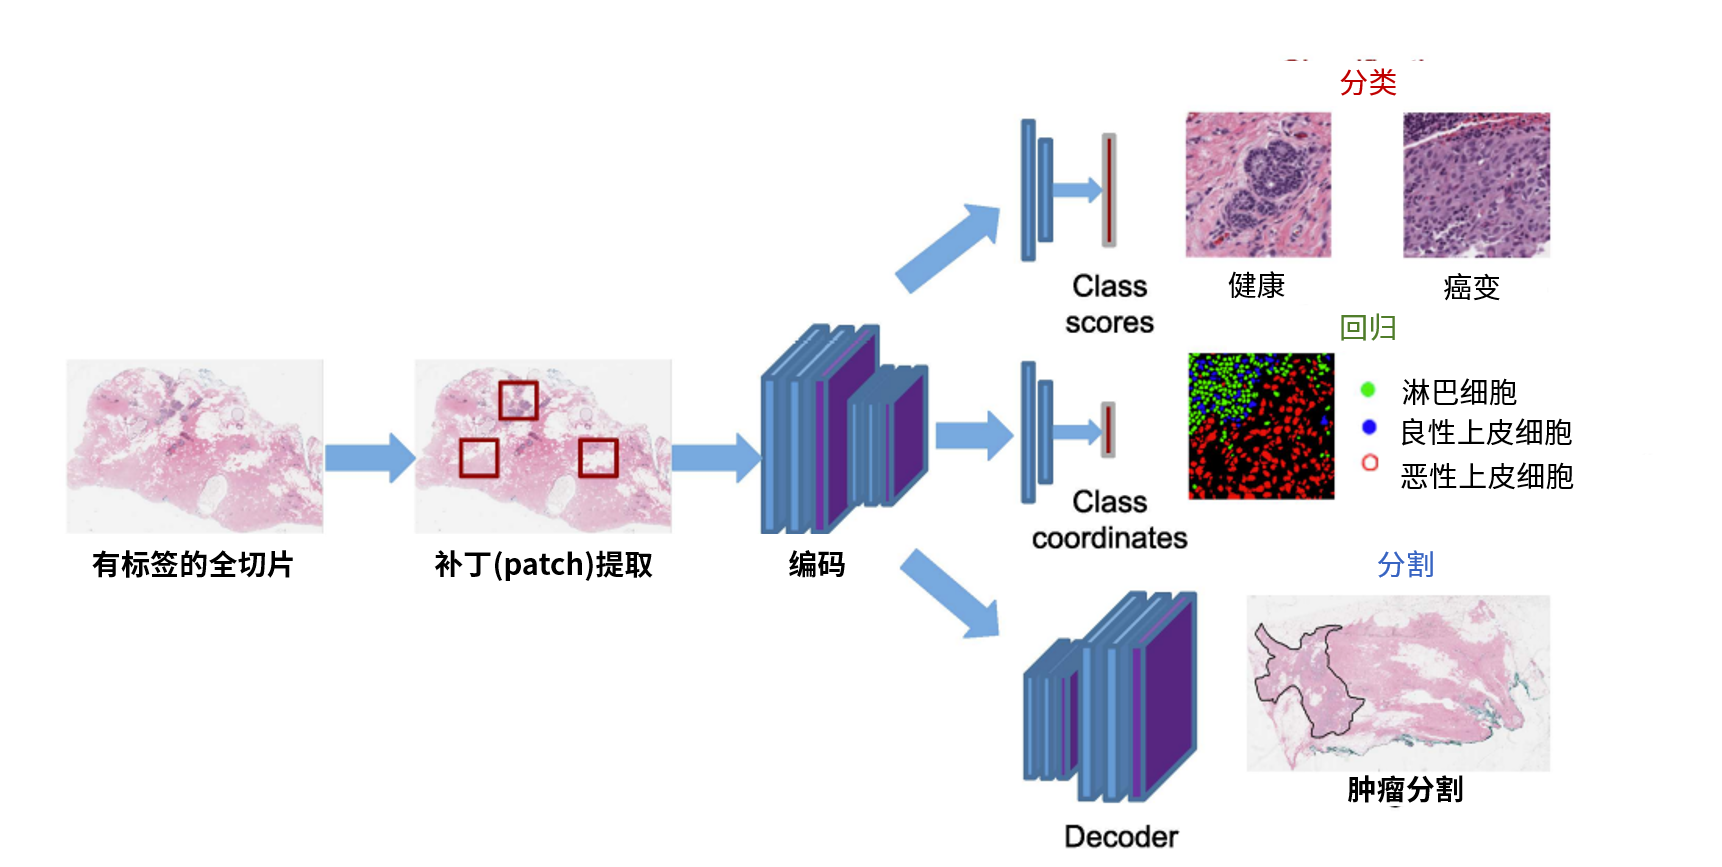 分类
Class
scores
健康
癌变
回归
淋巴细胞
良性上皮细胞
恶性上皮细胞
Class
coordinates
有标签的全切片
补丁(patch)提取
编码
分割
肿瘤分割
Decoder